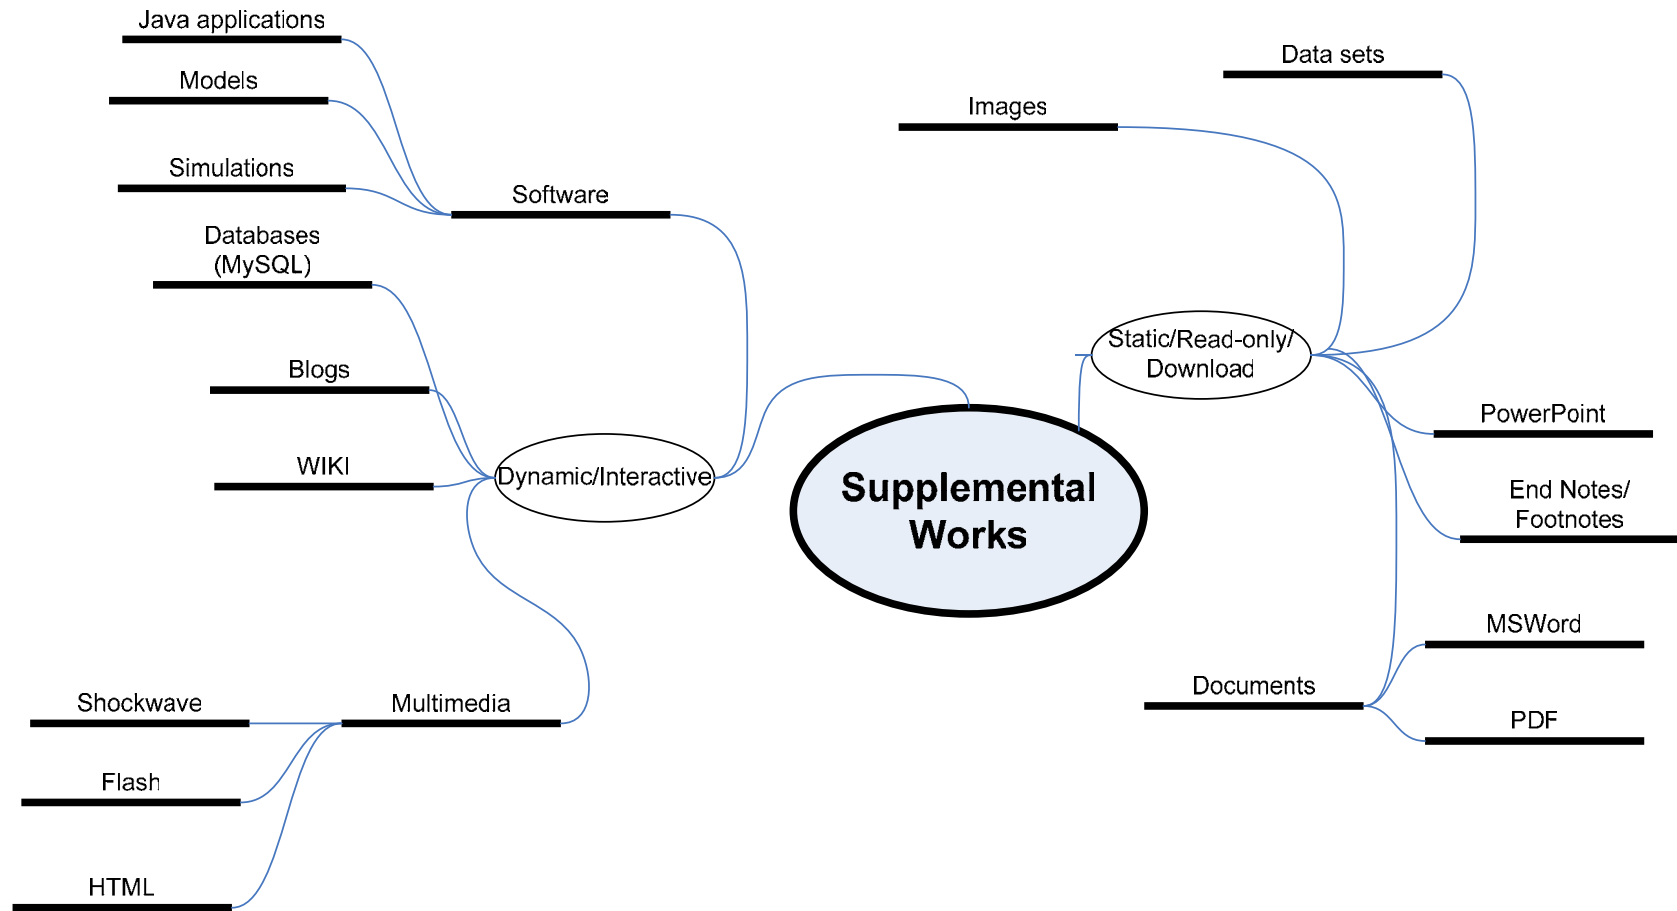 Java applications
Models
Simulations
Software
Databases
(MySQL)
Blogs
WIKI
Dynamic/Interactive
Shockwave
Multimedia
Flash
HTML
Supplemental
Works
Images
Data sets
Static/Read-only/
Download
PowerPoint
End Notes/
Footnotes
MSWord
Documents
PDF